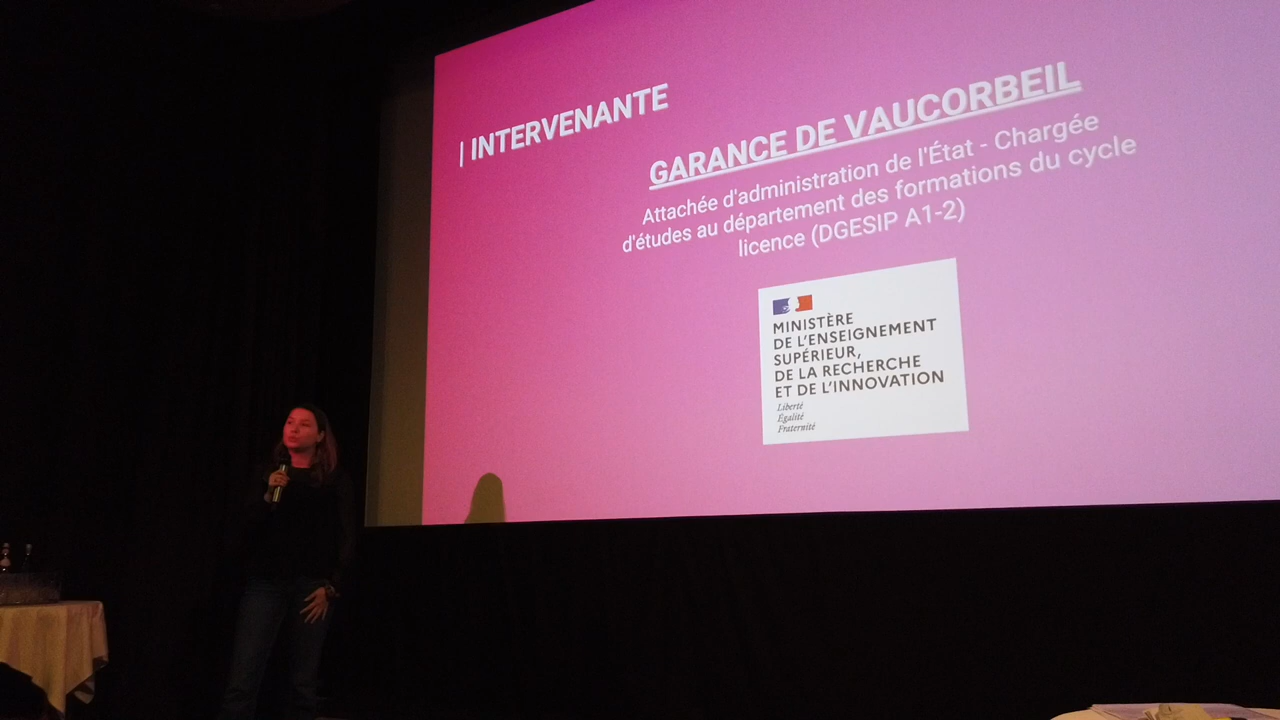 | INTERVENANTE
GARANCE DE VAUCORBEIL
Attachée d'administration de l'État - Chargée
d'études au département des formations du cycle
licence (DGESIP A1-2)
MINISTÈRE
DE L'ENSEIGNEMENT
SUPÉRIEUR,
DE LA RECHERCHE
ET DE L'INNOVATION
Liberté
Égalité
Fraternité